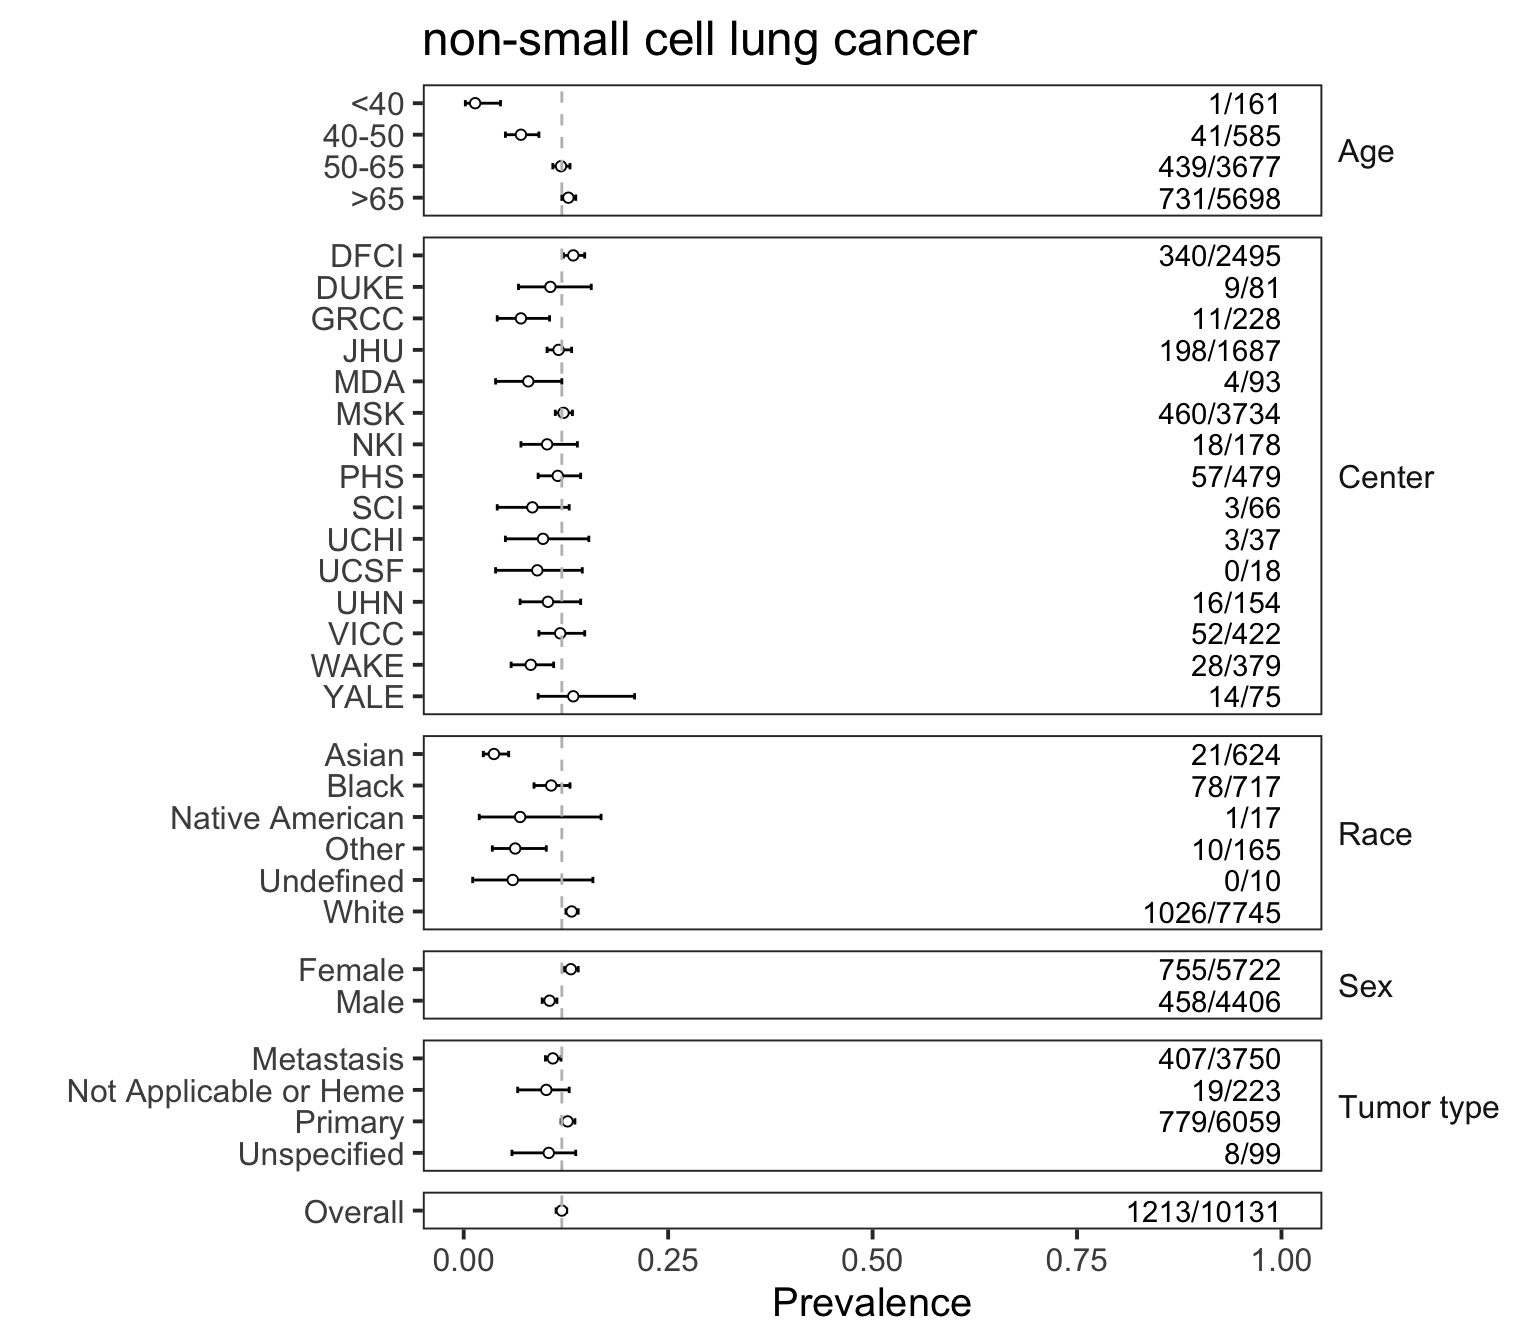 non-small cell lung cancer
<40 1/161
40-50 41/585
50-65 439/3677
>65 731/5698
Age
DFCI 340/2495
DUKE 9/81
GRCC 11/228
JHU 198/1687
MDA 4/93
MSK 460/3734
NKI 18/178
PHS 57/479
SCI 3/66
UCHI 3/37
UCSF 0/18
UHN 16/154
VICC 52/422
WAKE 28/379
YALE 14/75
Center
Asian 21/624
Black 78/717
Native American 1/17
Other 10/165
Undefined 0/10
White 1026/7745
Race
Female 755/5722
Male 458/4406
Sex
Metastasis 407/3750
Not Applicable or Heme 19/223
Primary 779/6059
Unspecified 8/99
Tumor type
Overall 1213/10131
0.00 0.25 0.50 0.75 1.00
Prevalence